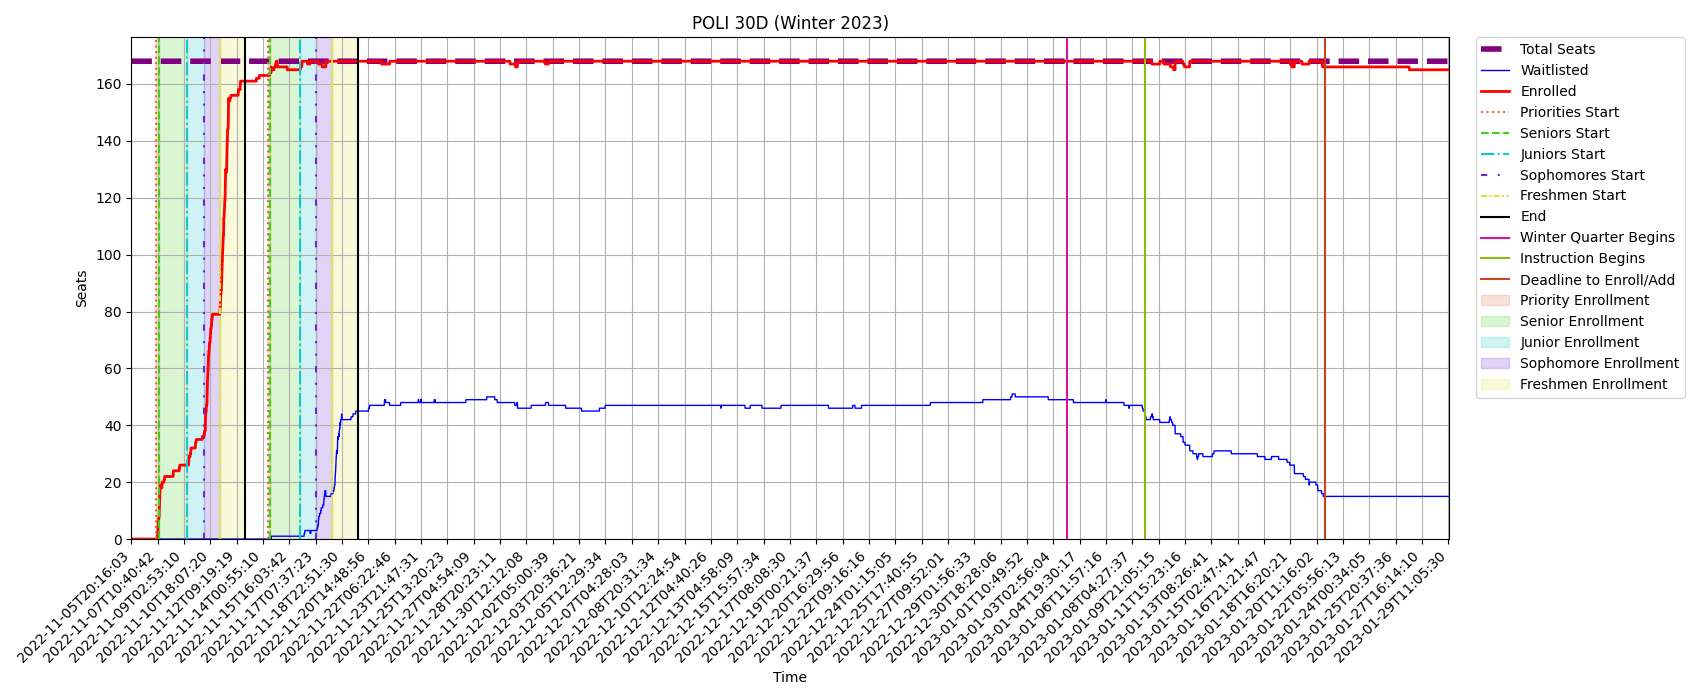 POLI 30D (Winter 2023)
Seats
160
140
120
100
80
60
40
20
0
2022-11-05T20:16:03
2022-11-07T10:40:42
2022-11-09T02:53:10
2022-11-10T18:07:20
2022-11-12T09:19:19
2022-11-14T00:55:10
2022-11-15T16:03:42
2022-11-17T07:37:23
2022-11-18T22:51:30
2022-11-20T14:48:56
2022-11-22T06:22:46
2022-11-23T21:47:31
2022-11-25T13:20:23
2022-11-27T04:54:09
2022-11-28T20:23:11
2022-11-30T12:12:08
2022-12-02T05:00:39
2022-12-03T20:36:21
2022-12-05T12:29:34
2022-12-07T04:28:03
2022-12-08T20:31:34
2022-12-10T12:24:54
2022-12-12T04:40:26
2022-12-13T04:58:09
2022-12-15T15:57:34
2022-12-17T08:08:30
2022-12-19T00:21:37
2022-12-20T16:29:56
2022-12-22T09:16:16
2022-12-24T01:15:05
2022-12-25T17:40:55
2022-12-27T09:52:01
2022-12-29T01:56:33
2022-12-30T18:28:06
2023-01-01T10:49:52
2023-01-03T02:56:04
2023-01-04T19:30:17
2023-01-06T11:57:16
2023-01-08T04:27:37
2023-01-09T21:05:15
2023-01-11T15:23:16
2023-01-13T08:26:41
2023-01-15T02:47:41
2023-01-16T21:21:47
2023-01-18T16:20:21
2023-01-20T11:16:02
2023-01-22T05:56:13
2023-01-24T00:34:05
2023-01-25T20:37:36
2023-01-27T16:14:10
2023-01-29T11:05:30
Time
Total Seats
Waitlisted
Enrolled
Priorities Start
Seniors Start
Juniors Start
Sophomores Start
Freshmen Start
End
Winter Quarter Begins
Instruction Begins
Deadline to Enroll/Add
Priority Enrollment
Senior Enrollment
Junior Enrollment
Sophomore Enrollment
Freshmen Enrollment